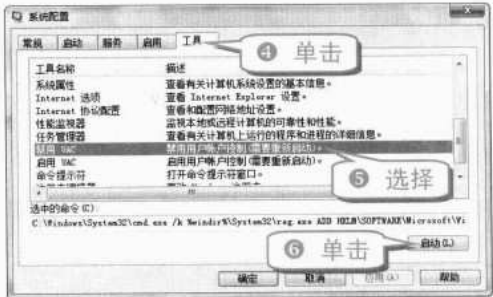 系统配置
常规 启动 服务 启用 工具
④ 单击
工具名称 描述
系统属性 查看有关计算机系统设置的基本信息。
Internet 选项 查看 Internet Explorer 设置。
Internet 协议配置 查看和配置网络地址设置。
性能监视器 监视本地或远程计算机的可靠性和性能。
任务管理器 查看有关计算机上运行的程序和进程的详细信息。
禁用 UAC 禁用用户帐户控制(需要重新启动)。
启用 UAC 启用用户帐户控制(需要重新启动)。
命令提示符 打开命令提示符窗口。
⑤ 选择
选中的命令(C):
C:\Windows\System32\cmd.exe /k %windir%\System32\reg.exe ADD HKLM\SOFTWARE\Microsoft\Wi
⑥ 单击
启动(L)
确定 取消 应用(A) 帮助